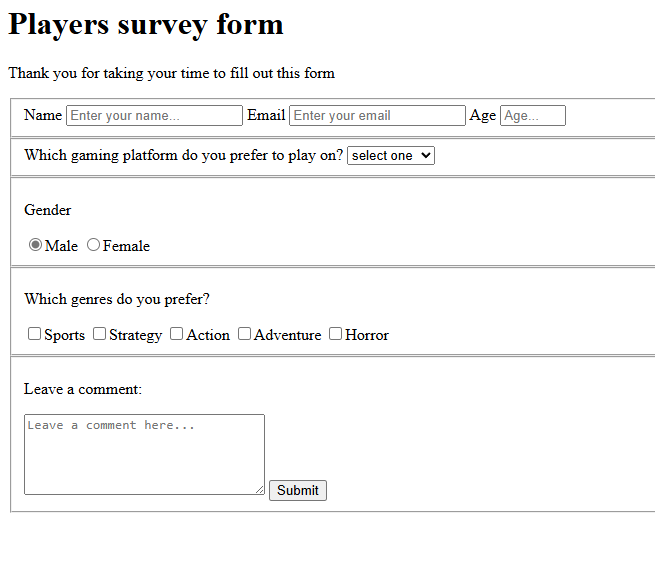 Players survey form
Thank you for taking your time to fill out this form
Name Enter your name... Email Enter your email Age Age...
Which gaming platform do you prefer to play on? select one
Gender
Male Female
Which genres do you prefer?
Sports Strategy Action Adventure Horror
Leave a comment:
Leave a comment here...
Submit